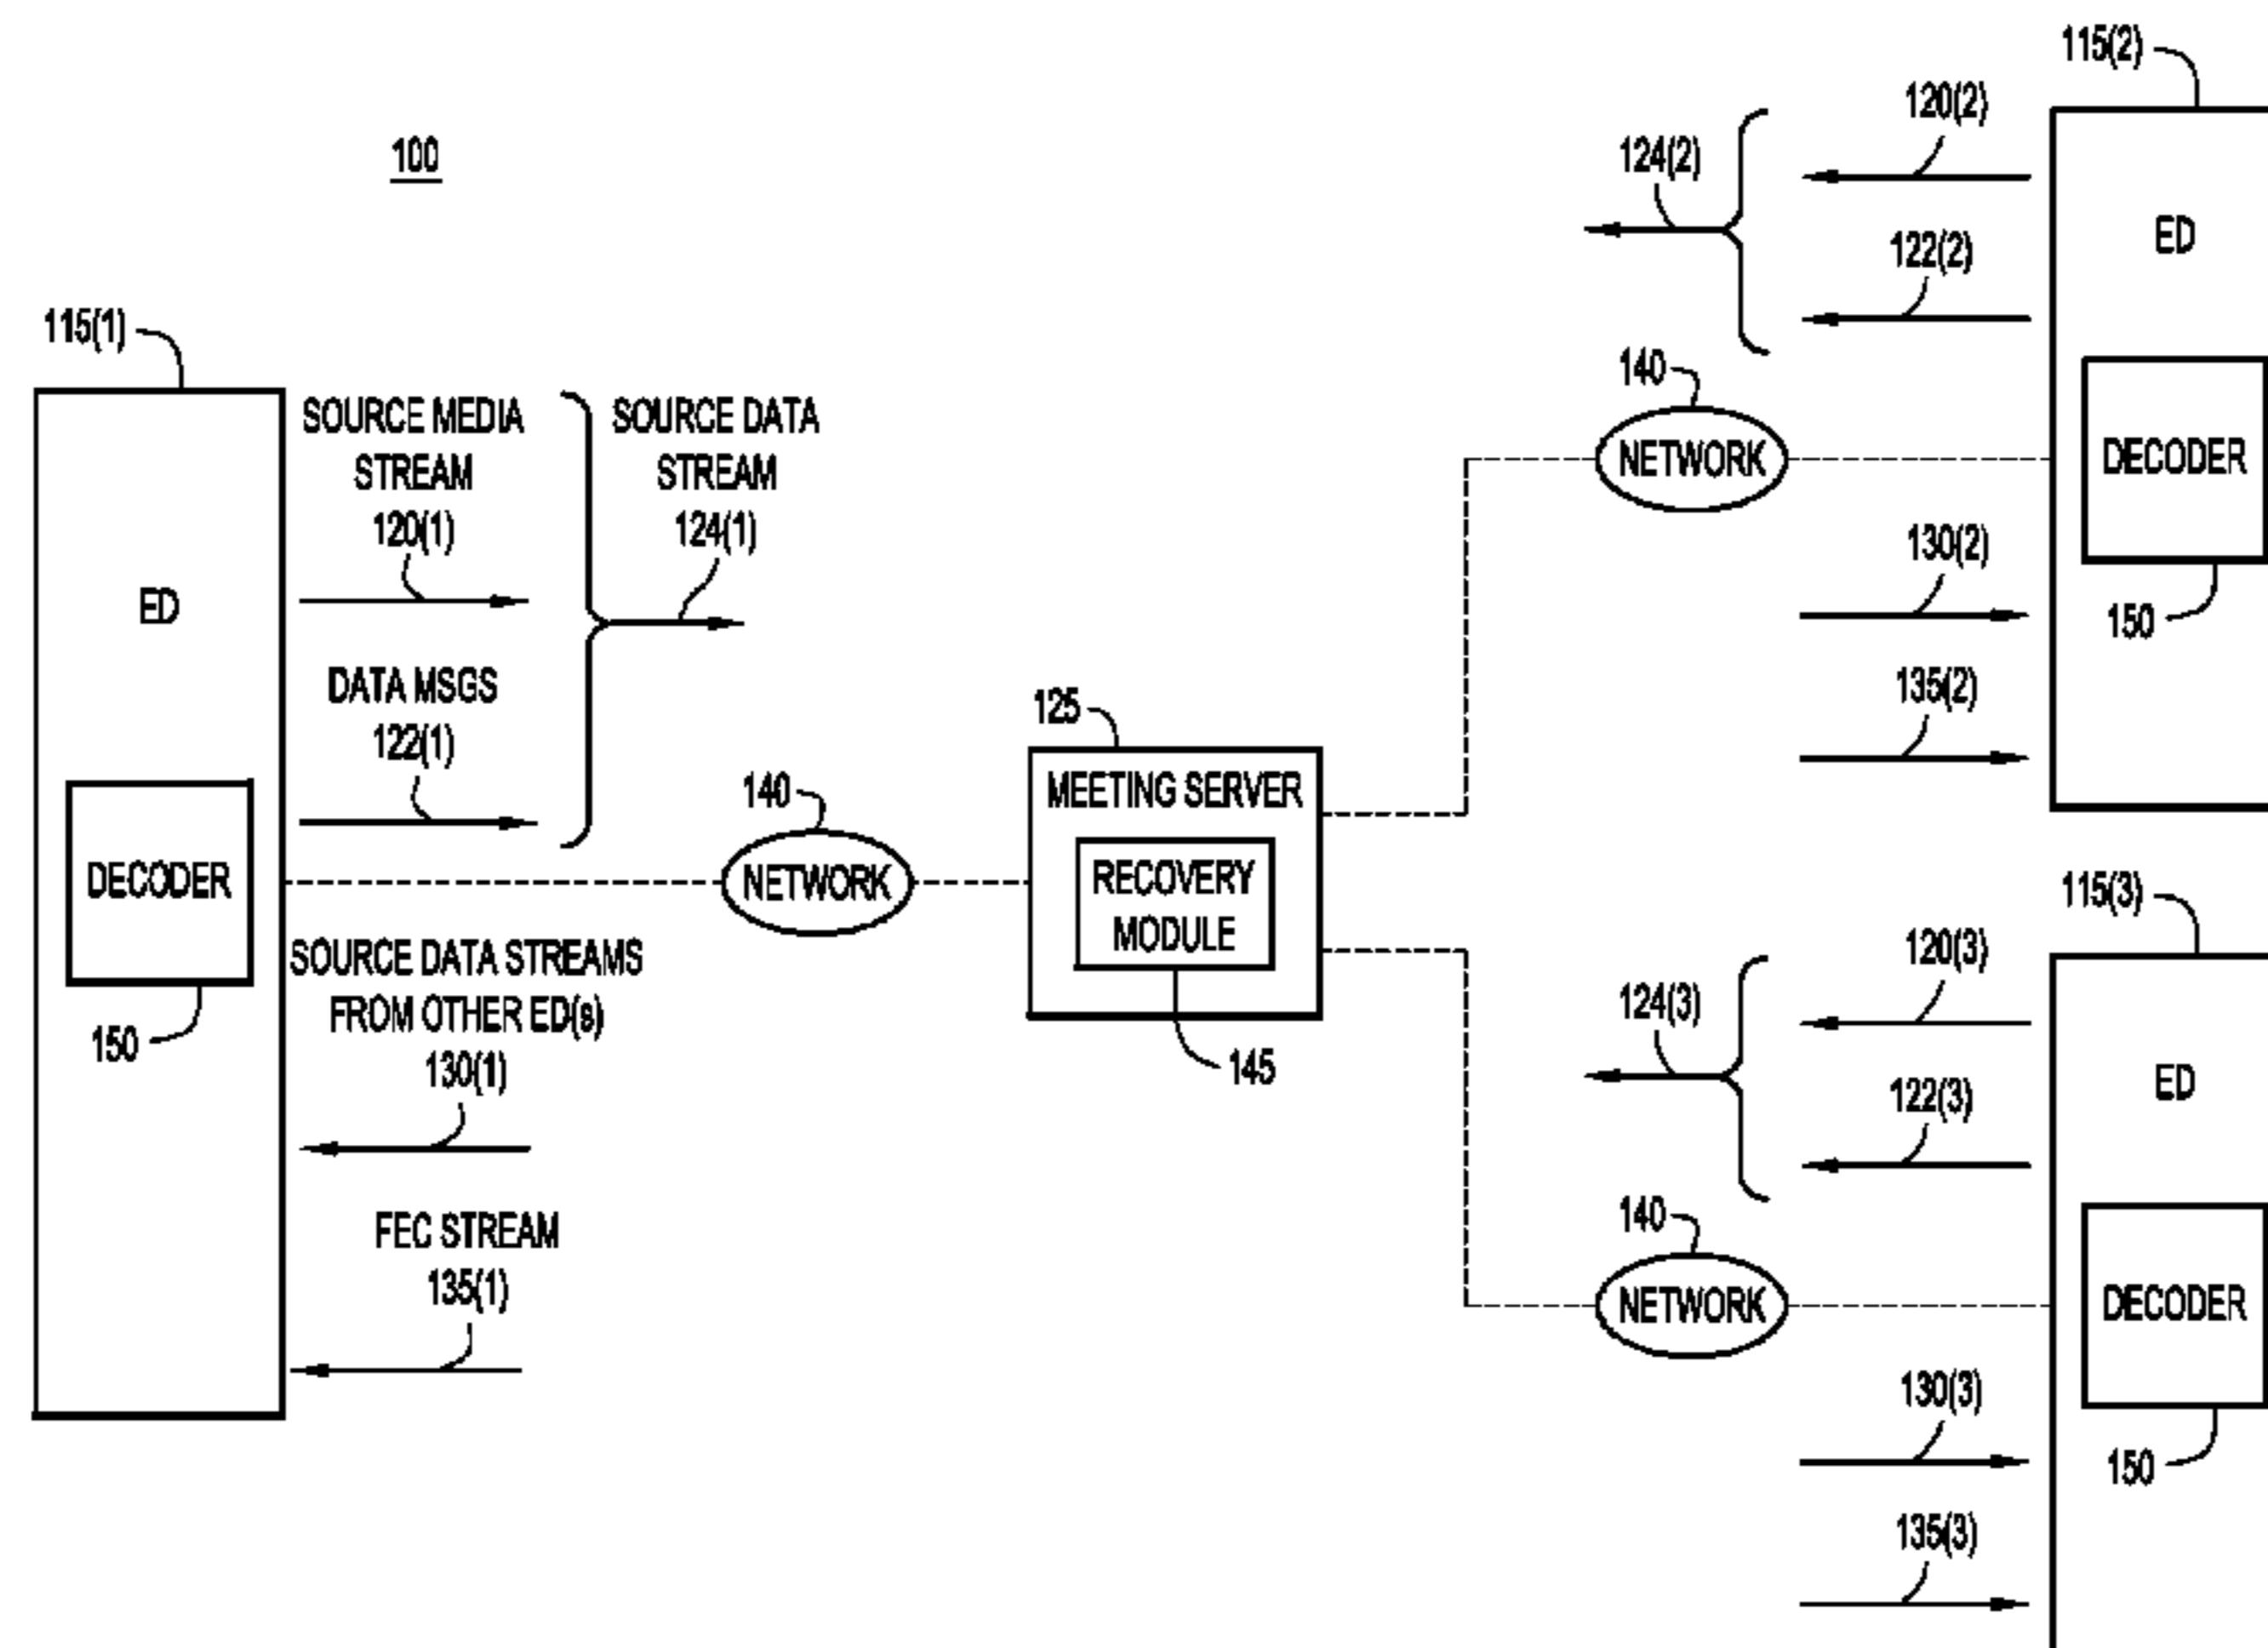 100
115(1)
ED
DECODER
150
SOURCE MEDIA
STREAM
120(1)
DATA MSGS
122(1)
SOURCE DATA
STREAM
124(1)
SOURCE DATA STREAMS
FROM OTHER ED(s)
130(1)
FEC STREAM
135(1)
140
NETWORK
125
MEETING SERVER
RECOVERY
MODULE
145
115(2)
120(2)
124(2)
122(2)
ED
140
NETWORK
DECODER
130(2)
150
135(2)
115(3)
120(3)
124(3)
122(3)
ED
140
NETWORK
DECODER
130(3)
150
135(3)